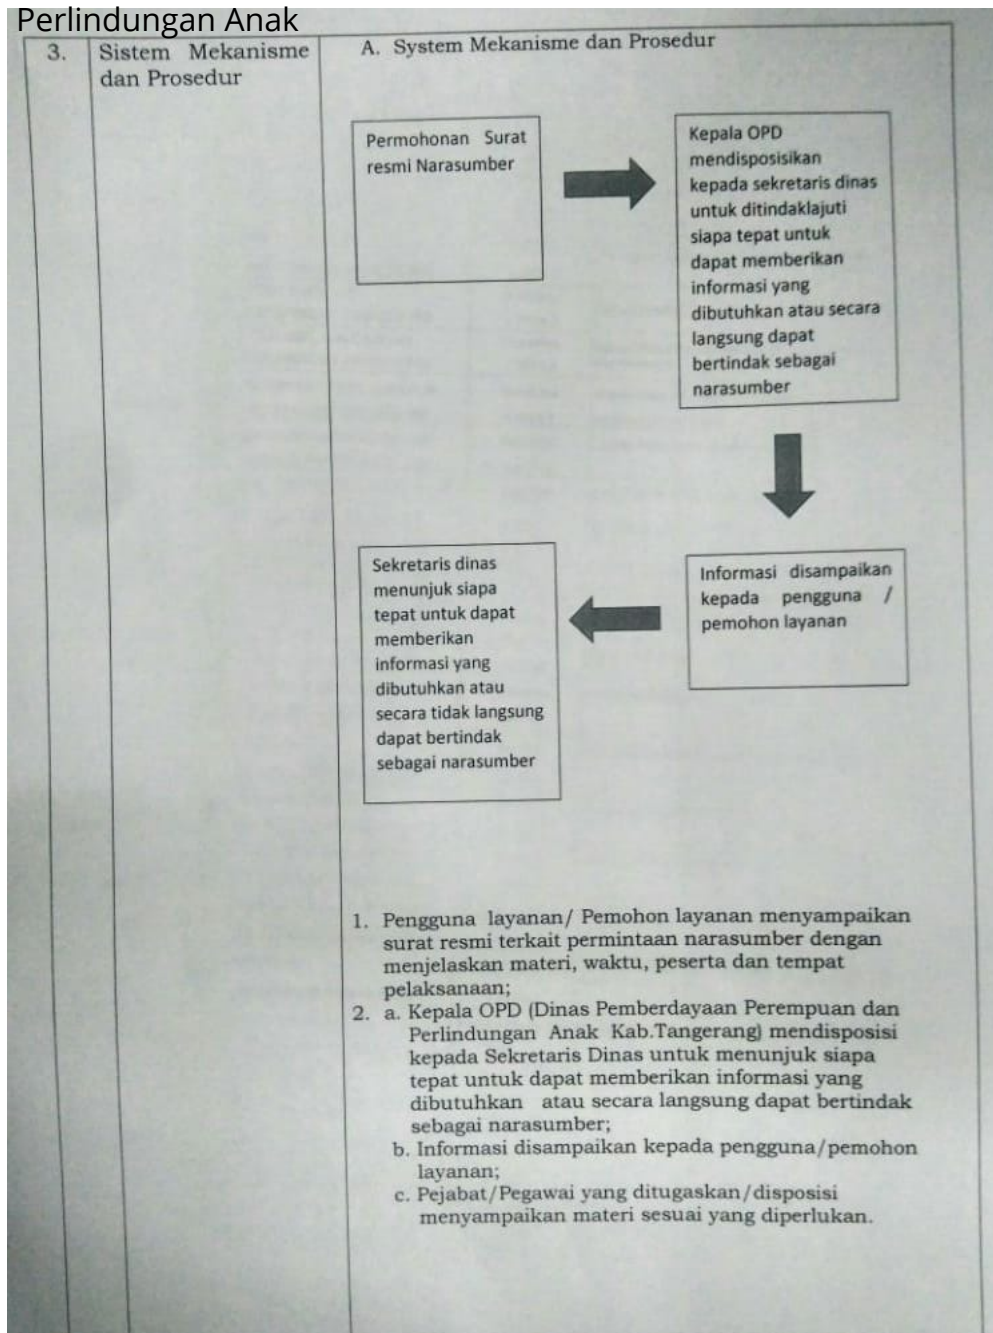 Perlindungan Anak
3.
Sistem Mekanisme
dan Prosedur
A. System Mekanisme dan Prosedur
Permohonan Surat
resmi Narasumber
Kepala OPD
mendisposisikan
kepada sekretaris dinas
untuk ditindaklajuti
siapa tepat untuk
dapat memberikan
informasi yang
dibutuhkan atau secara
langsung dapat
bertindak sebagai
narasumber
Informasi disampaikan
kepada pengguna /
pemohon layanan
Sekretaris dinas
menunjuk siapa
tepat untuk dapat
memberikan
informasi yang
dibutuhkan atau
secara tidak langsung
dapat bertindak
sebagai narasumber
1. Pengguna layanan/ Pemohon layanan menyampaikan
surat resmi terkait permintaan narasumber dengan
menjelaskan materi, waktu, peserta dan tempat
pelaksanaan;
2. a. Kepala OPD (Dinas Pemberdayaan Perempuan dan
Perlindungan Anak Kab.Tangerang) mendisposisi
kepada Sekretaris Dinas untuk menunjuk siapa
tepat untuk dapat memberikan informasi yang
dibutuhkan atau secara langsung dapat bertindak
sebagai narasumber;
b. Informasi disampaikan kepada pengguna/pemohon
layanan;
c. Pejabat/Pegawai yang ditugaskan/disposisi
menyampaikan materi sesuai yang diperlukan.